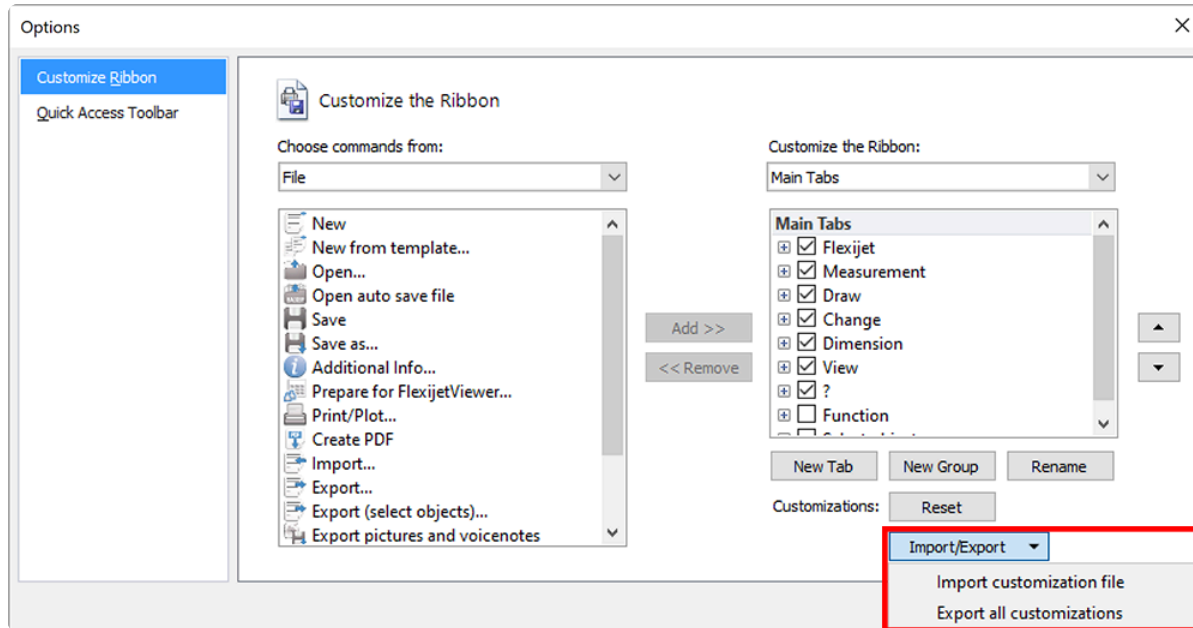 Options
Customize Ribbon
Quick Access Toolbar
Customize the Ribbon
Choose commands from:
File
New
New from template...
Open...
Open auto save file
Save
Save as...
Additional Info...
Prepare for FlexijetViewer...
Print/Plot...
Create PDF
Import...
Export...
Export (select objects)...
Export pictures and voicenotes
Add >>
<< Remove
Customize the Ribbon:
Main Tabs
Main Tabs
Flexijet
Measurement
Draw
Change
Dimension
View
?
Function
New Tab
New Group
Rename
Customizations:
Reset
Import/Export
Import customization file
Export all customizations